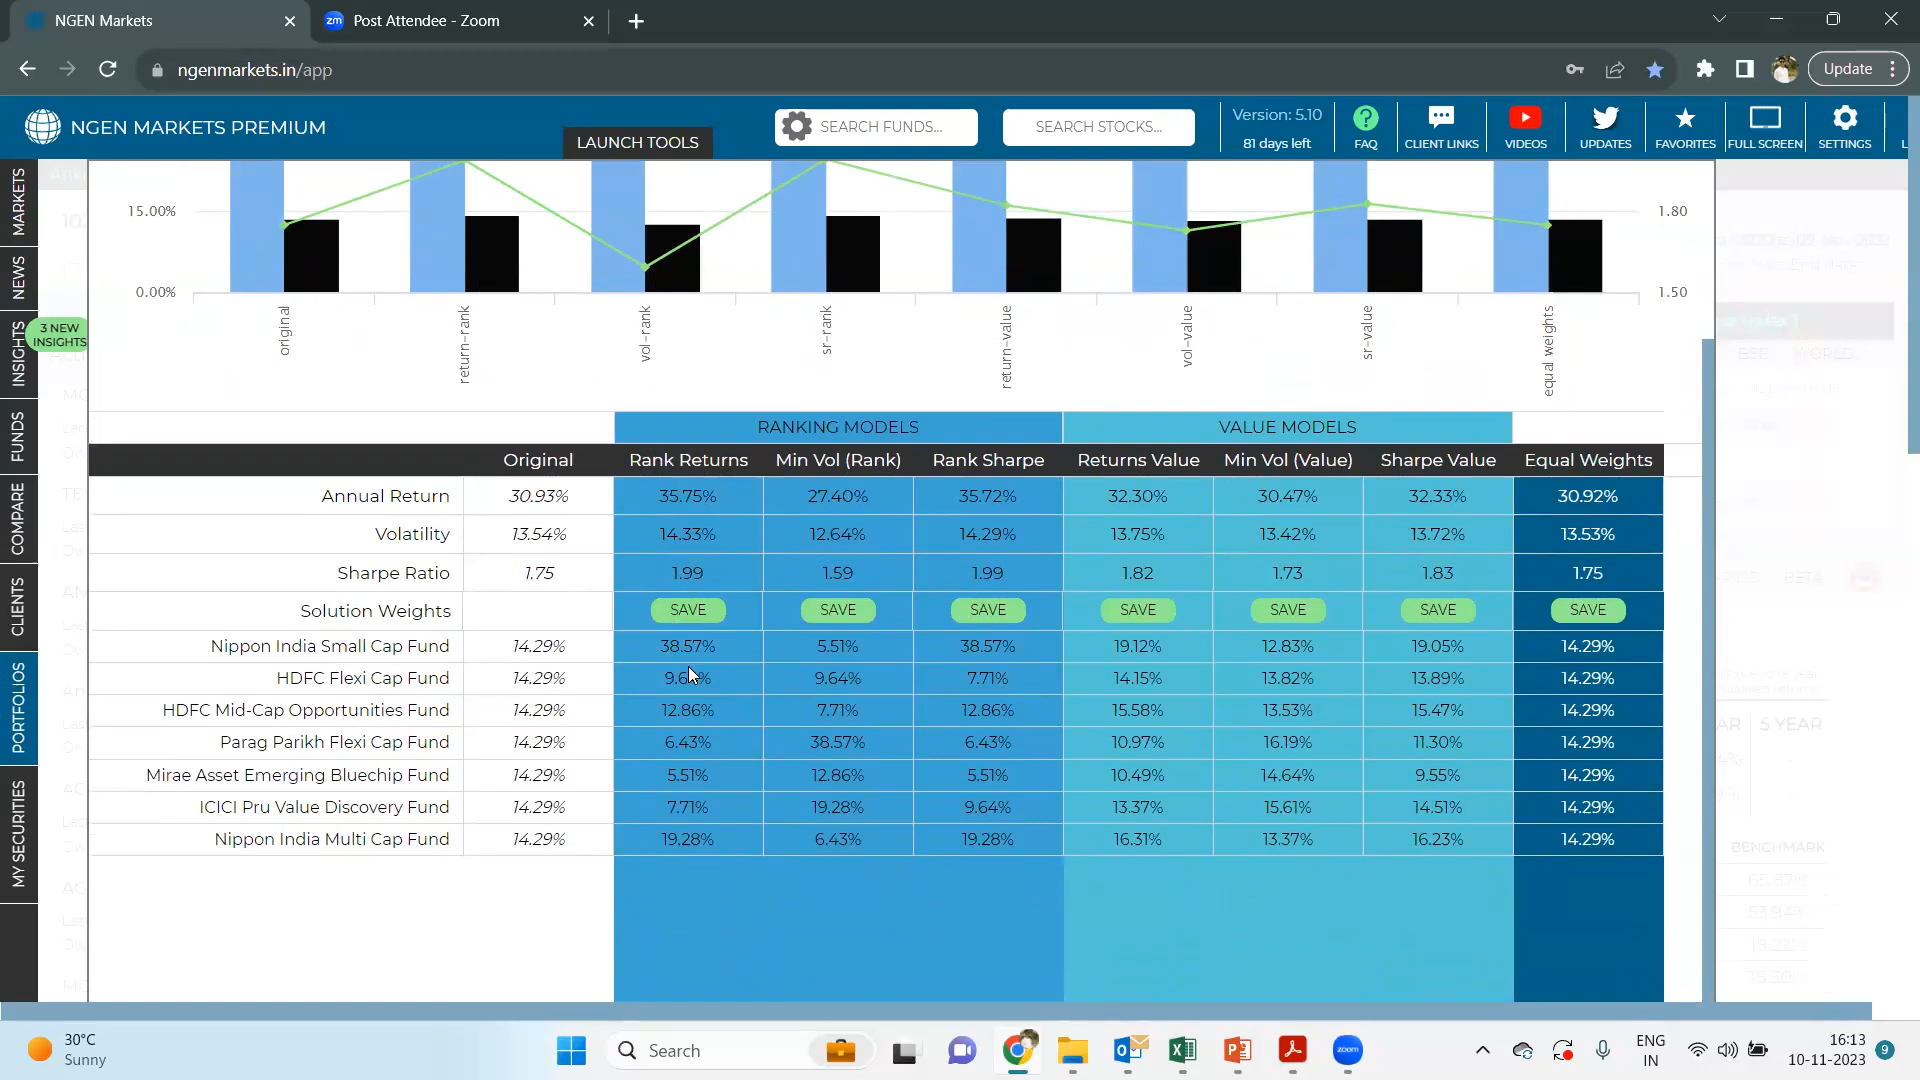 NGEN Markets
Post Attendee - Zoom
ngenmarkets.in/app
Update
NGEN MARKETS PREMIUM
LAUNCH TOOLS
SEARCH FUNDS...
SEARCH STOCKS...
Version: 5.10
81 days left
FAQ
CLIENT LINKS
VIDEOS
UPDATES
FAVORITES
FULL SCREEN
SETTINGS
MARKETS
NEWS
INSIGHTS
3 NEW
INSIGHTS
FUNDS
COMPARE
CLIENTS
PORTFOLIOS
MY SECURITIES
15.00%
1.80
0.00%
1.50
original
return-rank
vol-rank
sr-rank
return-value
vol-value
sr-value
equal weights
RANKING MODELS VALUE MODELS
Original Rank Returns Min Vol (Rank) Rank Sharpe Returns Value Min Vol (Value) Sharpe Value Equal Weights
Annual Return 30.93% 35.75% 27.40% 35.72% 32.30% 30.47% 32.33% 30.92%
Volatility 13.54% 14.33% 12.64% 14.29% 13.75% 13.42% 13.72% 13.53%
Sharpe Ratio 1.75 1.99 1.59 1.99 1.82 1.73 1.83 1.75
Solution Weights SAVE SAVE SAVE SAVE SAVE SAVE SAVE
Nippon India Small Cap Fund 14.29% 38.57% 5.51% 38.57% 19.12% 12.83% 19.05% 14.29%
HDFC Flexi Cap Fund 14.29% 9.64% 7.71% 14.15% 13.82% 13.89% 14.29%
HDFC Mid-Cap Opportunities Fund 14.29% 12.86% 7.71% 12.86% 15.58% 13.53% 15.47% 14.29%
Parag Parikh Flexi Cap Fund 14.29% 6.43% 38.57% 6.43% 10.97% 16.19% 11.30% 14.29%
Mirae Asset Emerging Bluechip Fund 14.29% 5.51% 12.86% 5.51% 10.49% 14.64% 9.55% 14.29%
ICICI Pru Value Discovery Fund 14.29% 7.71% 19.28% 9.64% 13.37% 15.61% 14.51% 14.29%
Nippon India Multi Cap Fund 14.29% 19.28% 6.43% 19.28% 16.31% 13.37% 16.23% 14.29%
5 YEAR
BENCHMARK
30°C
Sunny
Search
ENG
IN
16:13
10-11-2023
9